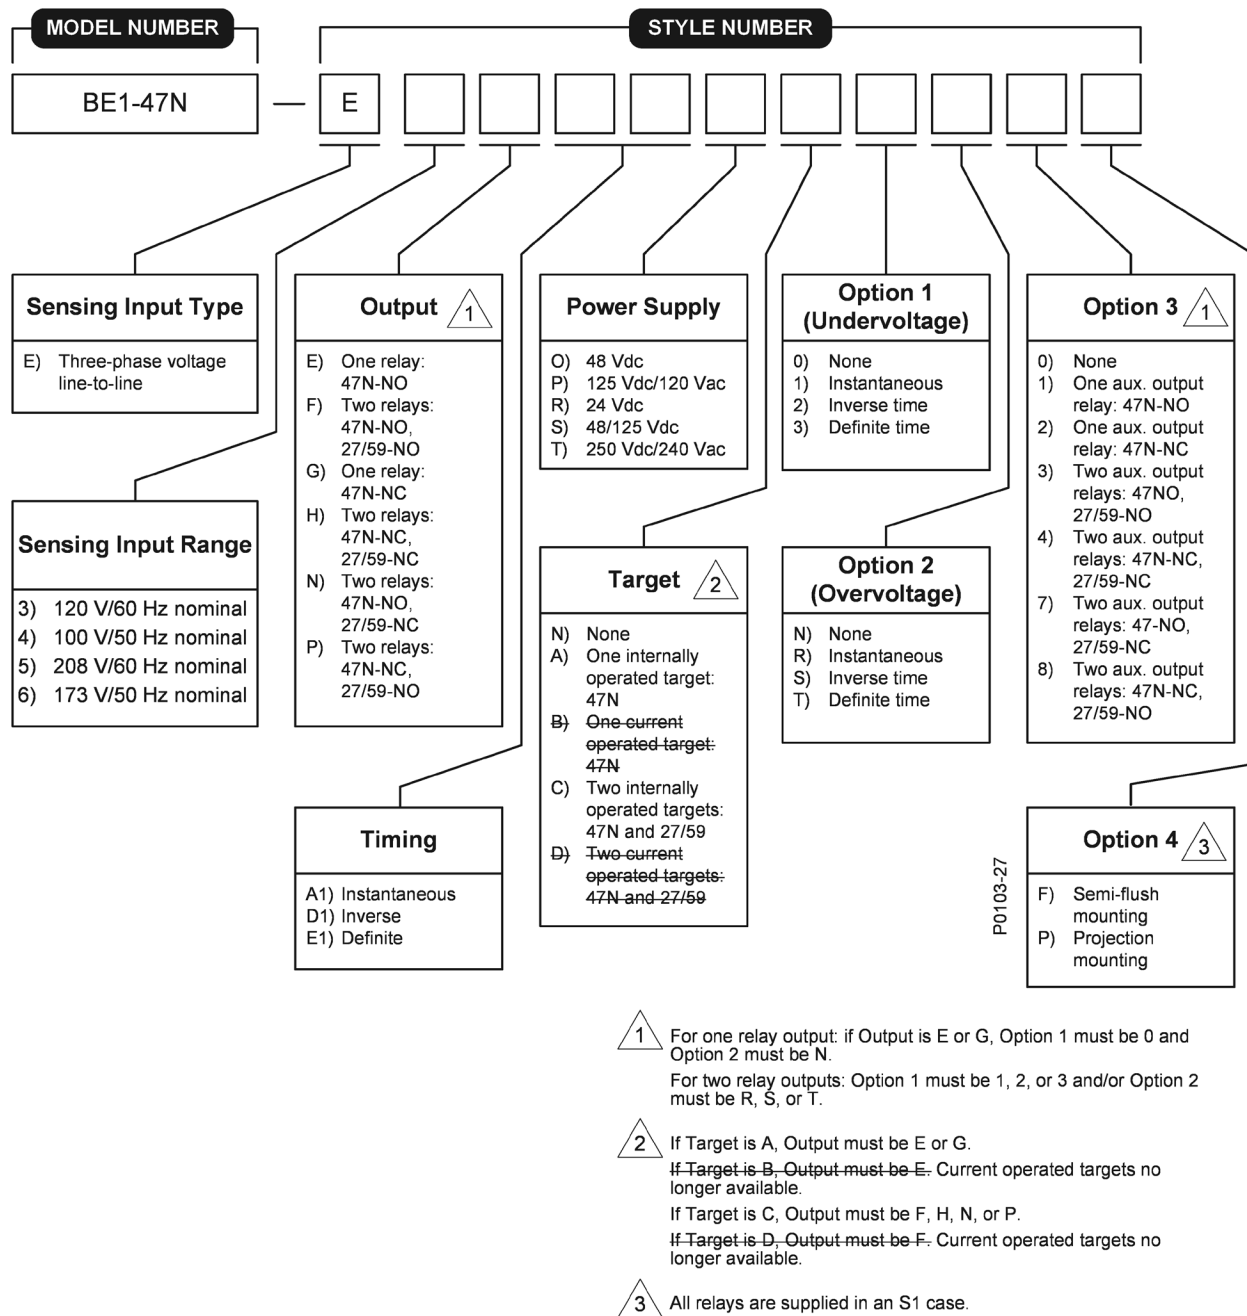 MODEL NUMBER
STYLE NUMBER
BE1-47N — E
Sensing Input Type
E) Three-phase voltage
line-to-line
Sensing Input Range
3) 120 V/60 Hz nominal
4) 100 V/50 Hz nominal
5) 208 V/60 Hz nominal
6) 173 V/50 Hz nominal
Output 1
E) One relay:
47N-NO
F) Two relays:
47N-NO,
27/59-NO
G) One relay:
47N-NC
H) Two relays:
47N-NC,
27/59-NC
N) Two relays:
47N-NO,
27/59-NC
P) Two relays:
47N-NC,
27/59-NO
Timing
A1) Instantaneous
D1) Inverse
E1) Definite
Power Supply
O) 48 Vdc
P) 125 Vdc/120 Vac
R) 24 Vdc
S) 48/125 Vdc
T) 250 Vdc/240 Vac
Target 2
N) None
A) One internally
operated target:
47N
B) One current
operated target:
47N
C) Two internally
operated targets:
47N and 27/59
D) Two current
operated targets:
47N and 27/59
Option 1
(Undervoltage)
0) None
1) Instantaneous
2) Inverse time
3) Definite time
Option 2
(Overvoltage)
N) None
R) Instantaneous
S) Inverse time
T) Definite time
Option 3 1
0) None
1) One aux. output
relay: 47N-NO
2) One aux. output
relay: 47N-NC
3) Two aux. output
relays: 47NO,
27/59-NO
4) Two aux. output
relays: 47N-NC,
27/59-NC
7) Two aux. output
relays: 47-NO,
27/59-NC
8) Two aux. output
relays: 47N-NC,
27/59-NO
Option 4 3
F) Semi-flush
mounting
P) Projection
mounting
P0103-27
1 For one relay output: if Output is E or G, Option 1 must be 0 and
Option 2 must be N.
For two relay outputs: Option 1 must be 1, 2, or 3 and/or Option 2
must be R, S, or T.
2 If Target is A, Output must be E or G.
If Target is B, Output must be E. Current operated targets no
longer available.
If Target is C, Output must be F, H, N, or P.
If Target is D, Output must be F. Current operated targets no
longer available.
3 All relays are supplied in an S1 case.